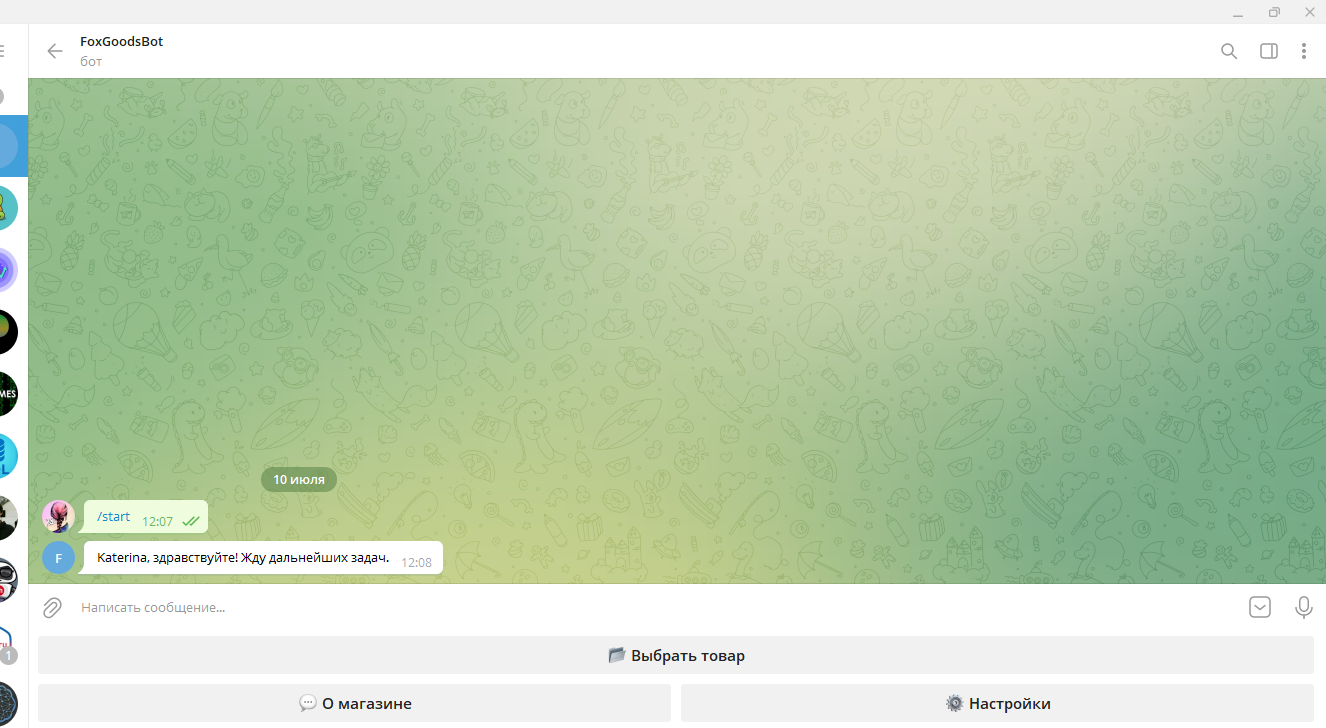 FoxGoodsBot
бот
10 июля
/start 12:07
F
Katerina, здравствуйте! Жду дальнейших задач. 12:08
Написать сообщение...
Выбрать товар
О магазине
Настройки
MES
1